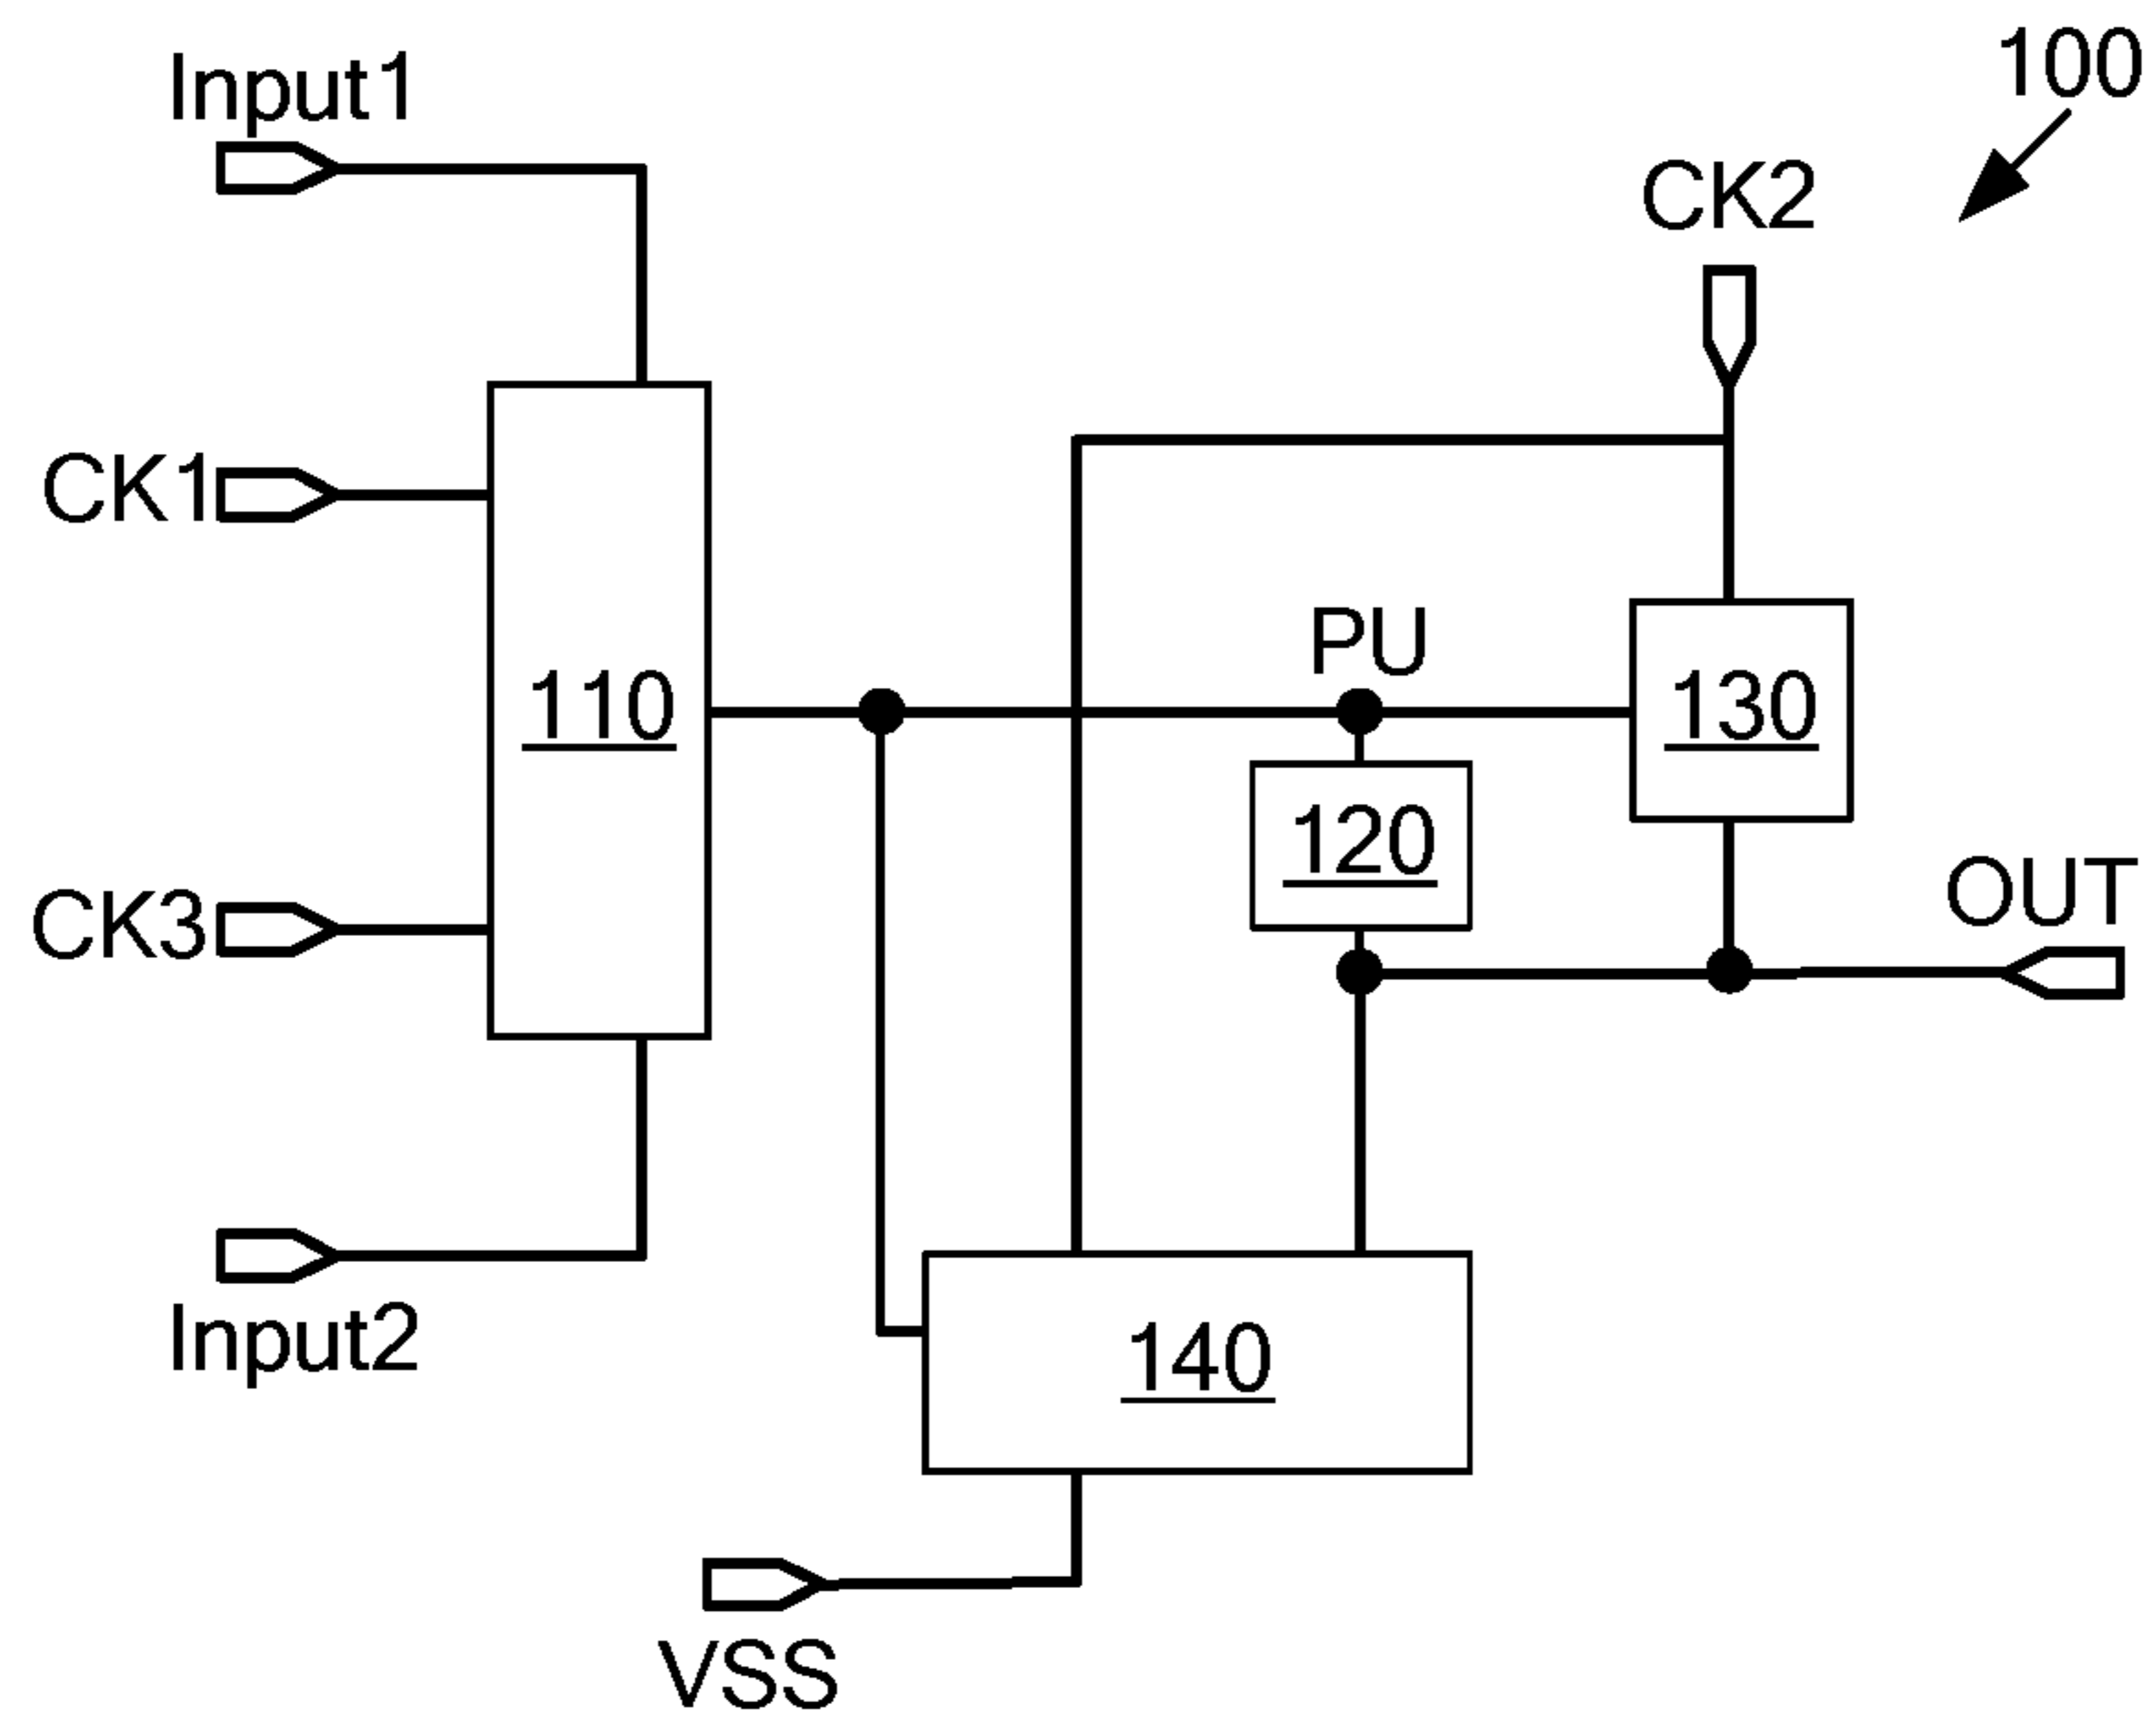 Input1
100
CK2
CK1
PU
110
130
120
OUT
CK3
Input2
140
VSS